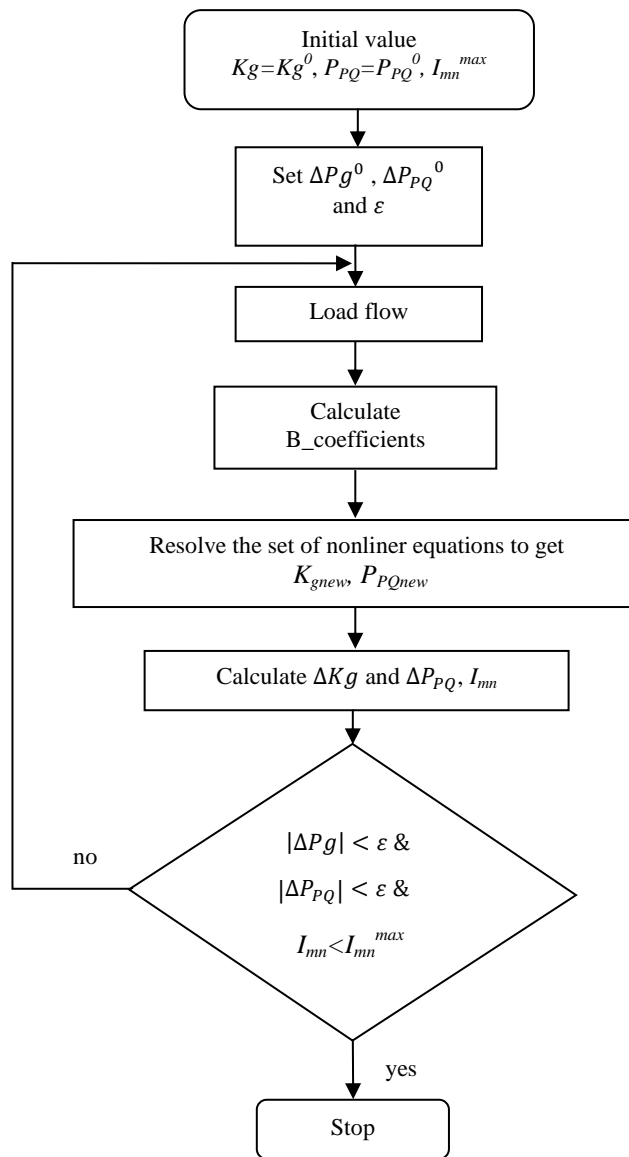 Initial value
Kg=Kg⁰, P_PQ=P_PQ⁰, I_mn^max
Set ΔPg⁰ , ΔP_PQ⁰
and ε
Load flow
Calculate
B_coefficients
Resolve the set of nonliner equations to get
K_gnew, P_PQnew
Calculate ΔKg and ΔP_PQ, I_mn
no
|ΔPg| < ε &
|ΔP_PQ| < ε &
I_mn<I_mn^max
yes
Stop